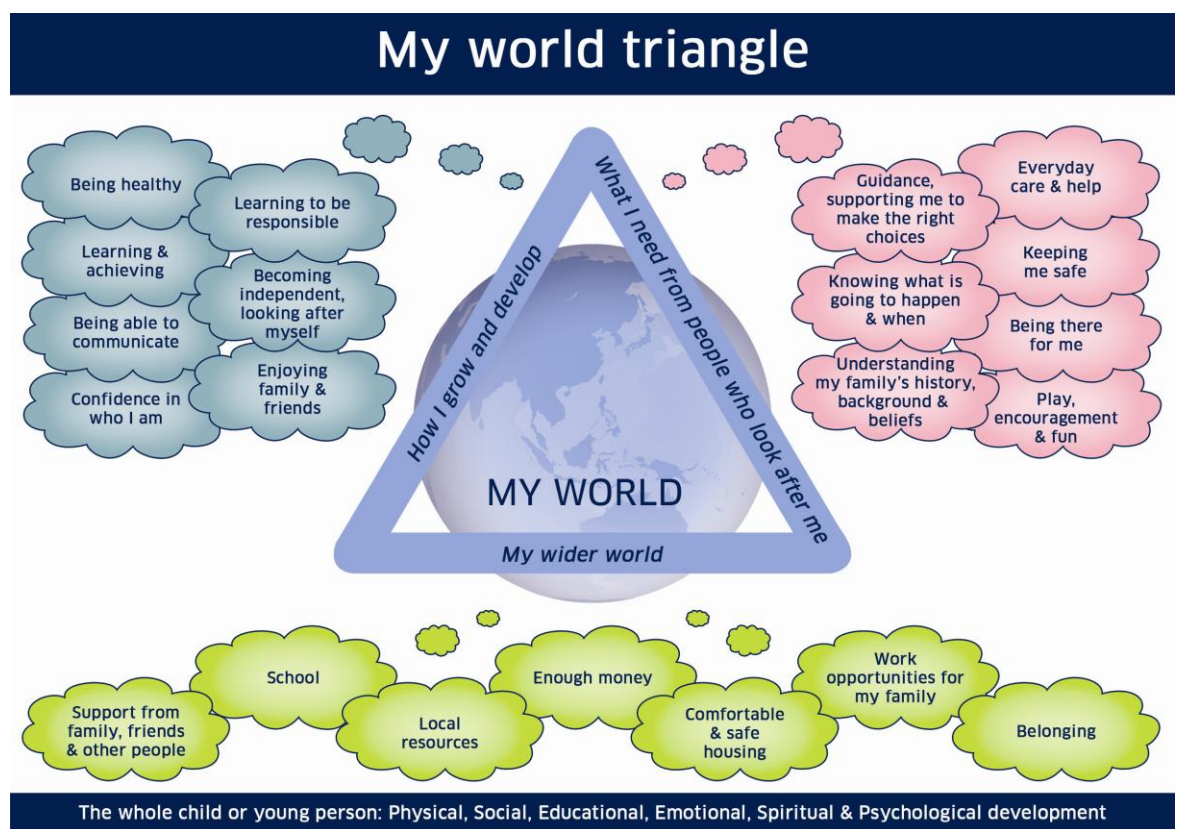 My world triangle
Being healthy
Learning to be
responsible
Learning &
achieving
Becoming
independent,
looking after
myself
Being able to
communicate
Enjoying
family &
friends
Confidence in
who I am
How I grow and develop
What I need from people who look after me
MY WORLD
My wider world
Guidance,
supporting me to
make the right
choices
Everyday
care & help
Keeping
me safe
Knowing what is
going to happen
& when
Being there
for me
Understanding
my family's history,
background &
beliefs
Play,
encouragement
& fun
Support from
family, friends
& other people
School
Local
resources
Enough money
Comfortable
& safe
housing
Work
opportunities for
my family
Belonging
The whole child or young person: Physical, Social, Educational, Emotional, Spiritual & Psychological development